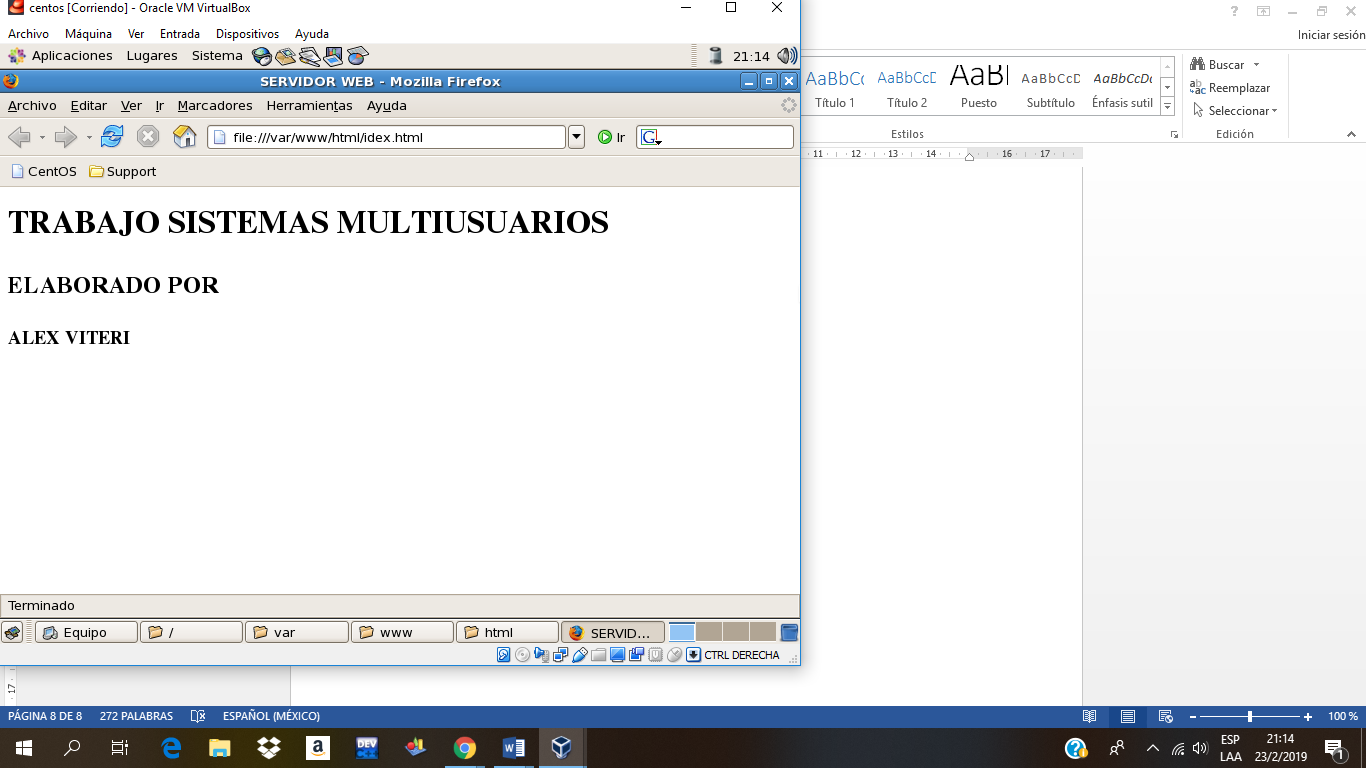 centos [Corriendo] - Oracle VM VirtualBox
Archivo Máquina Ver Entrada Dispositivos Ayuda
Aplicaciones Lugares Sistema 21:14
SERVIDOR WEB - Mozilla Firefox
Archivo Editar Ver Ir Marcadores Herramientas Ayuda
file:///var/www/html/idex.html Ir G
CentOS Support
TRABAJO SISTEMAS MULTIUSUARIOS
ELABORADO POR
ALEX VITERI
Terminado
Equipo / var www html SERVID...
CTRL DERECHA
?
Iniciar sesión
AaBbCc AaBbCcD AaBl AaBbCcD AaBbCcDc
Título 1 Título 2 Puesto Subtítulo Énfasis sutil
Estilos
Buscar
Reemplazar
Seleccionar
Edición
11 12 13 14 16 17
17
PÁGINA 8 DE 8 272 PALABRAS ESPAÑOL (MÉXICO) 100 %
a DEV W ESP 21:14
LAA 23/2/2019 1